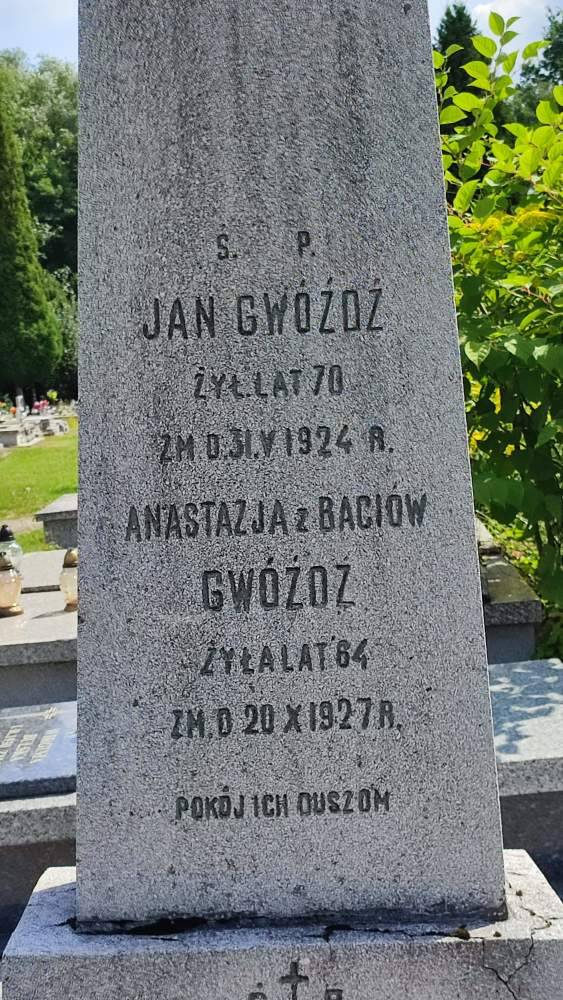 Ś. P.
JAN GWÓŹDŹ
ŻYŁ. LAT 70
ZM D. 31. V 1924 R.
ANASTAZJA z BACIÓW
GWÓŹDŹ
ŻYŁA LAT 64
ZM. D 20 X 1927 R.
POKÓJ ICH DUSZOM